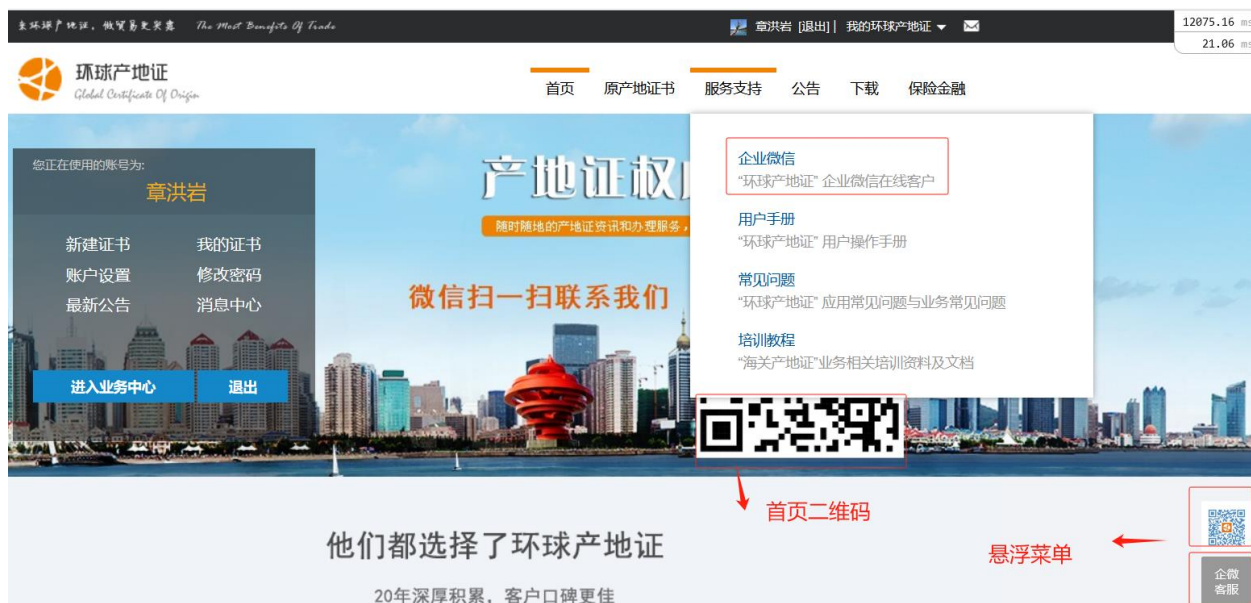 The Most Benefits Of Trade
章洪岩 [退出] | 我的环球产地证
12075.16 ms
21.06 ms
环球产地证
Global Certificate Of Origin
首页 原产地证书 服务支持 公告 下载 保险金融
您正在使用的账号为:
章洪岩
新建证书 我的证书
账户设置 修改密码
最新公告 消息中心
进入业务中心 退出
产地证权
随时随地的产地证资讯和办理服务，
微信扫一扫联系我们
企业微信
“环球产地证” 企业微信在线客户
用户手册
“环球产地证” 用户操作手册
常见问题
“环球产地证” 应用常见问题与业务常见问题
培训教程
“海关产地证”业务相关培训资料及文档
首页二维码
悬浮菜单
企微
客服
他们都选择了环球产地证
20年深厚积累，客户口碑更佳